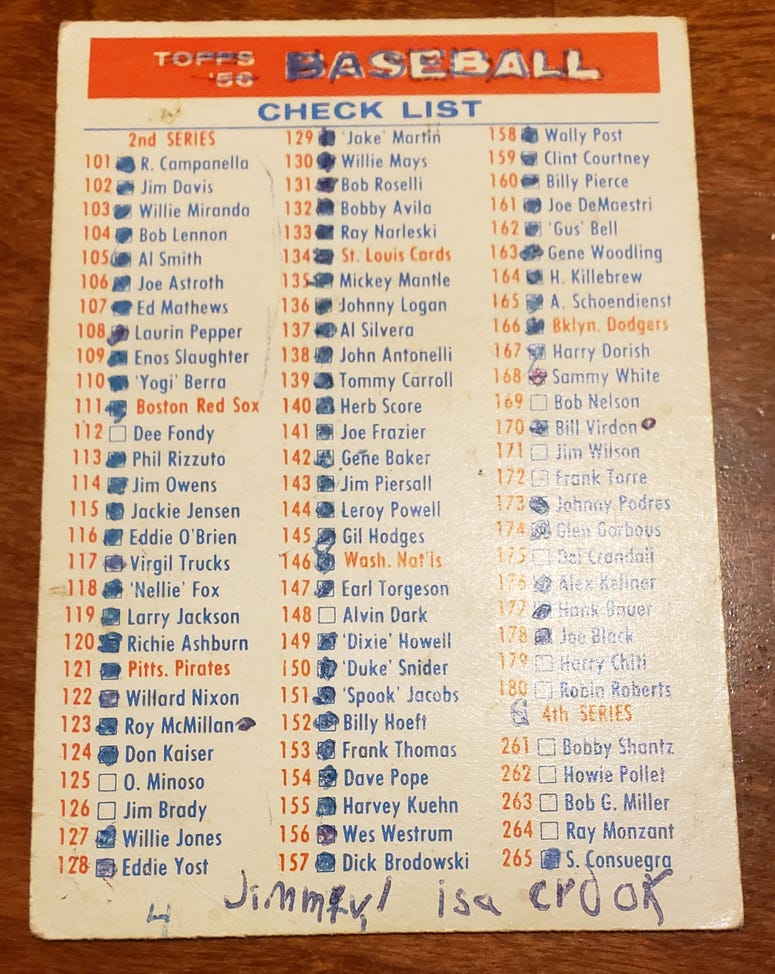 TOPPS
'56
BASEBALL
CHECK LIST
2nd SERIES
101 R. Campanella
102 Jim Davis
103 Willie Miranda
104 Bob Lennon
105 Al Smith
106 Joe Astroth
107 Ed Mathews
108 Laurin Pepper
109 Enos Slaughter
110 'Yogi' Berra
111 Boston Red Sox
112 Dee Fondy
113 Phil Rizzuto
114 Jim Owens
115 Jackie Jensen
116 Eddie O'Brien
117 Virgil Trucks
118 'Nellie' Fox
119 Larry Jackson
120 Richie Ashburn
121 Pitts. Pirates
122 Willard Nixon
123 Roy McMillan
124 Don Kaiser
125 O. Minoso
126 Jim Brady
127 Willie Jones
128 Eddie Yost
129 'Jake' Martin
130 Willie Mays
131 Bob Roselli
132 Bobby Avila
133 Ray Narleski
134 St. Louis Cards
135 Mickey Mantle
136 Johnny Logan
137 Al Silvera
138 John Antonelli
139 Tommy Carroll
140 Herb Score
141 Joe Frazier
142 Gene Baker
143 Jim Piersall
144 Leroy Powell
145 Gil Hodges
146 Wash. Nat'ls
147 Earl Torgeson
148 Alvin Dark
149 'Dixie' Howell
150 'Duke' Snider
151 'Spook' Jacobs
152 Billy Hoeft
153 Frank Thomas
154 Dave Pope
155 Harvey Kuehn
156 Wes Westrum
157 Dick Brodowski
158 Wally Post
159 Clint Courtney
160 Billy Pierce
161 Joe DeMaestri
162 'Gus' Bell
163 Gene Woodling
164 H. Killebrew
165 A. Schoendienst
166 Bklyn. Dodgers
167 Harry Dorish
168 Sammy White
169 Bob Nelson
170 Bill Virdon
171 Jim Wilson
172 Frank Torre
173 Johnny Podres
174 Glen Gorbous
175 Del Crandall
176 Alex Kellner
177 Hank Bauer
178 Joe Black
179 Harry Chiti
180 Robin Roberts
4th SERIES
261 Bobby Shantz
262 Howie Pollet
263 Bob G. Miller
264 Ray Monzant
265 S. Consuegra
4
isa crook